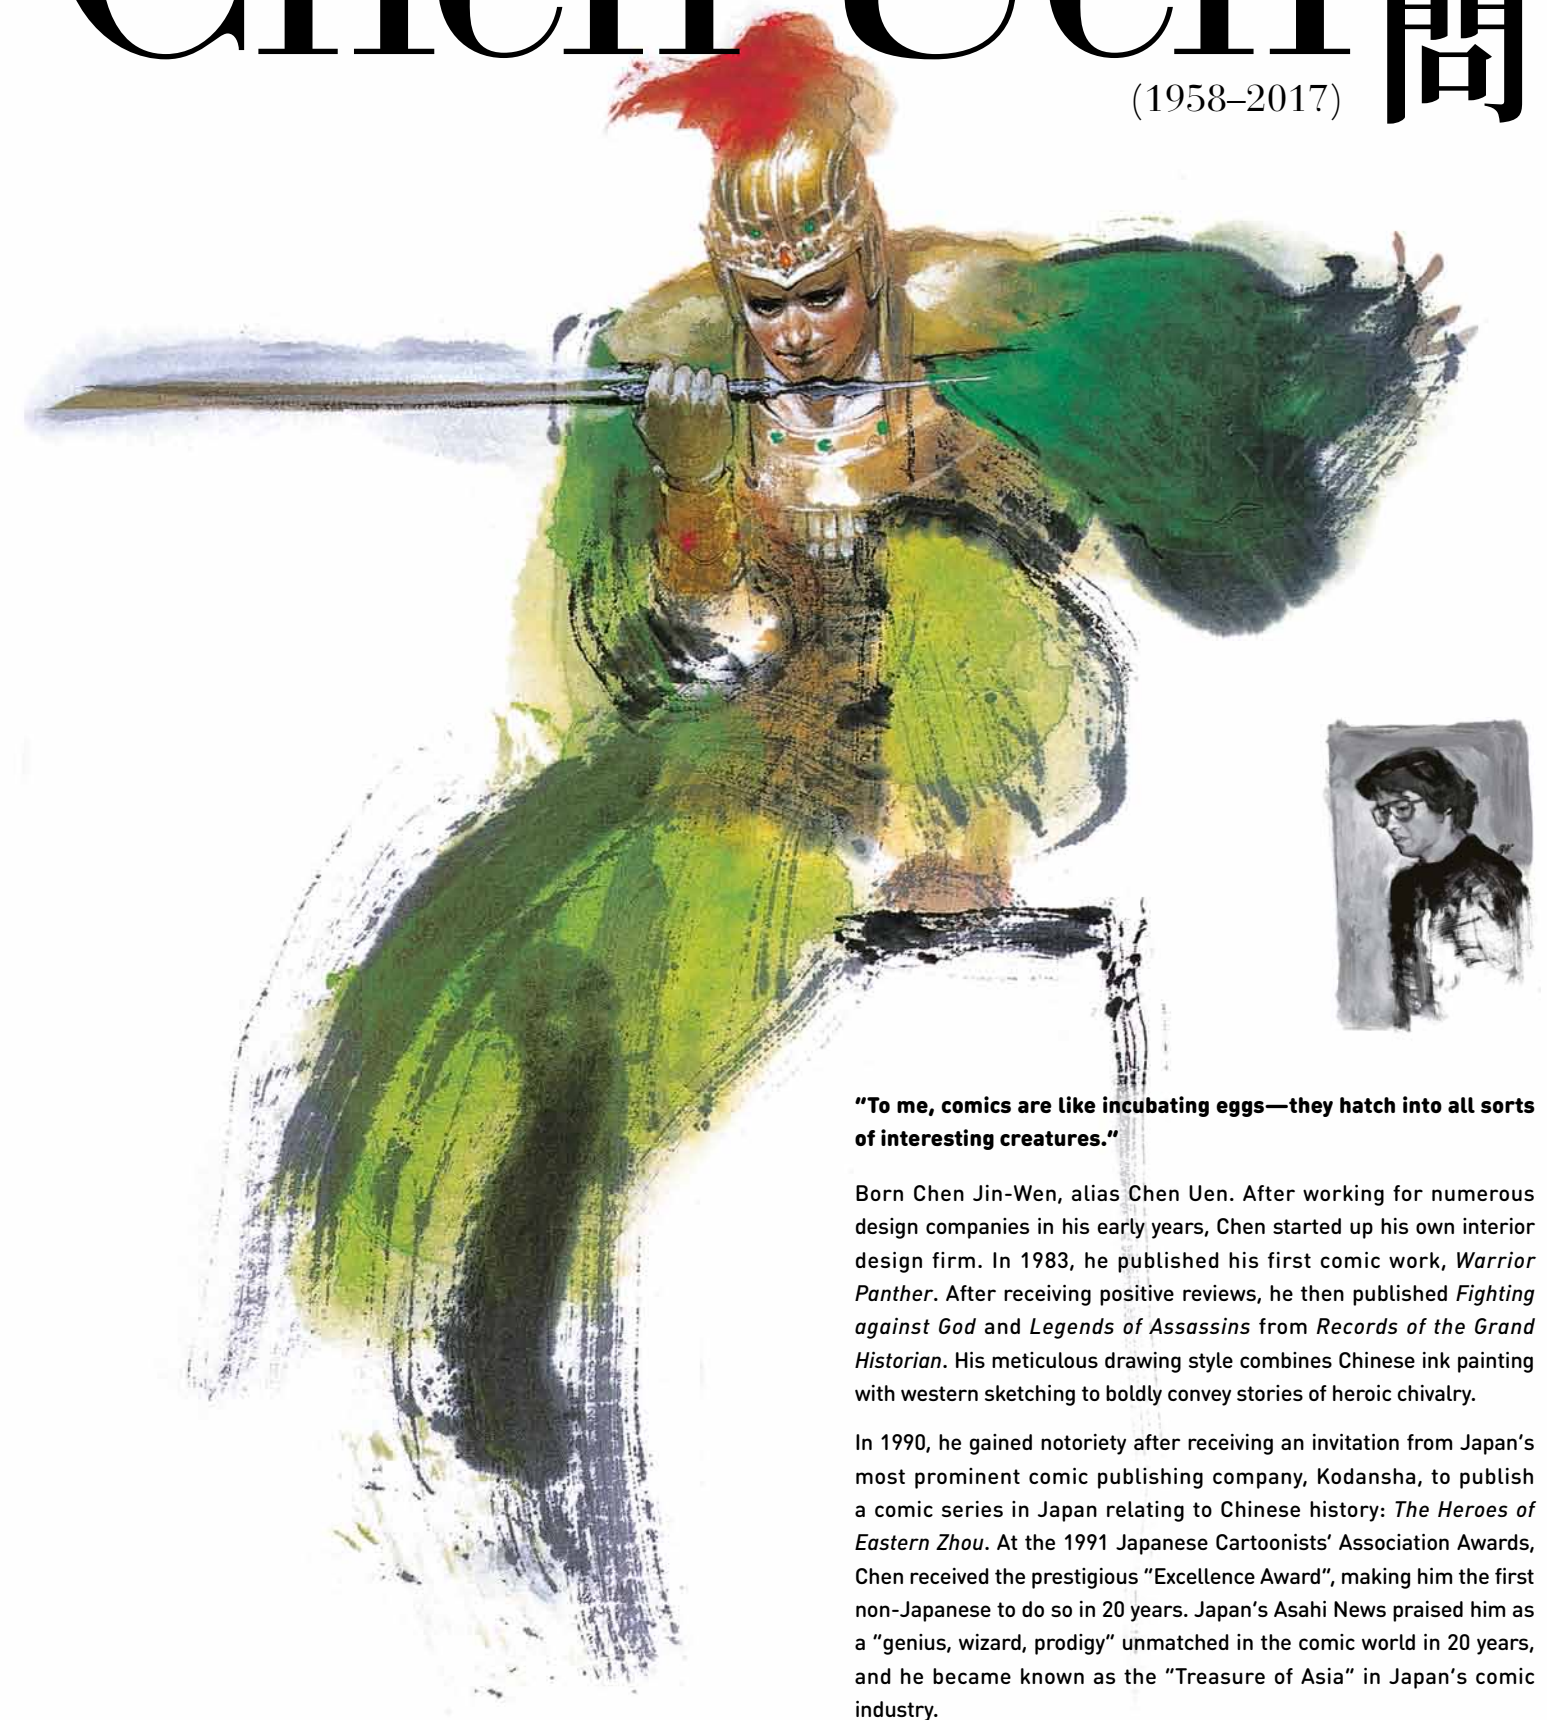 Chen Uen
問
(1958–2017)
"To me, comics are like incubating eggs—they hatch into all sorts
of interesting creatures."
Born Chen Jin-Wen, alias Chen Uen. After working for numerous
design companies in his early years, Chen started up his own interior
design firm. In 1983, he published his first comic work, Warrior
Panther. After receiving positive reviews, he then published Fighting
against God and Legends of Assassins from Records of the Grand
Historian. His meticulous drawing style combines Chinese ink painting
with western sketching to boldly convey stories of heroic chivalry.
In 1990, he gained notoriety after receiving an invitation from Japan's
most prominent comic publishing company, Kodansha, to publish
a comic series in Japan relating to Chinese history: The Heroes of
Eastern Zhou. At the 1991 Japanese Cartoonists' Association Awards,
Chen received the prestigious "Excellence Award", making him the first
non-Japanese to do so in 20 years. Japan's Asahi News praised him as
a "genius, wizard, prodigy" unmatched in the comic world in 20 years,
and he became known as the "Treasure of Asia" in Japan's comic
industry.